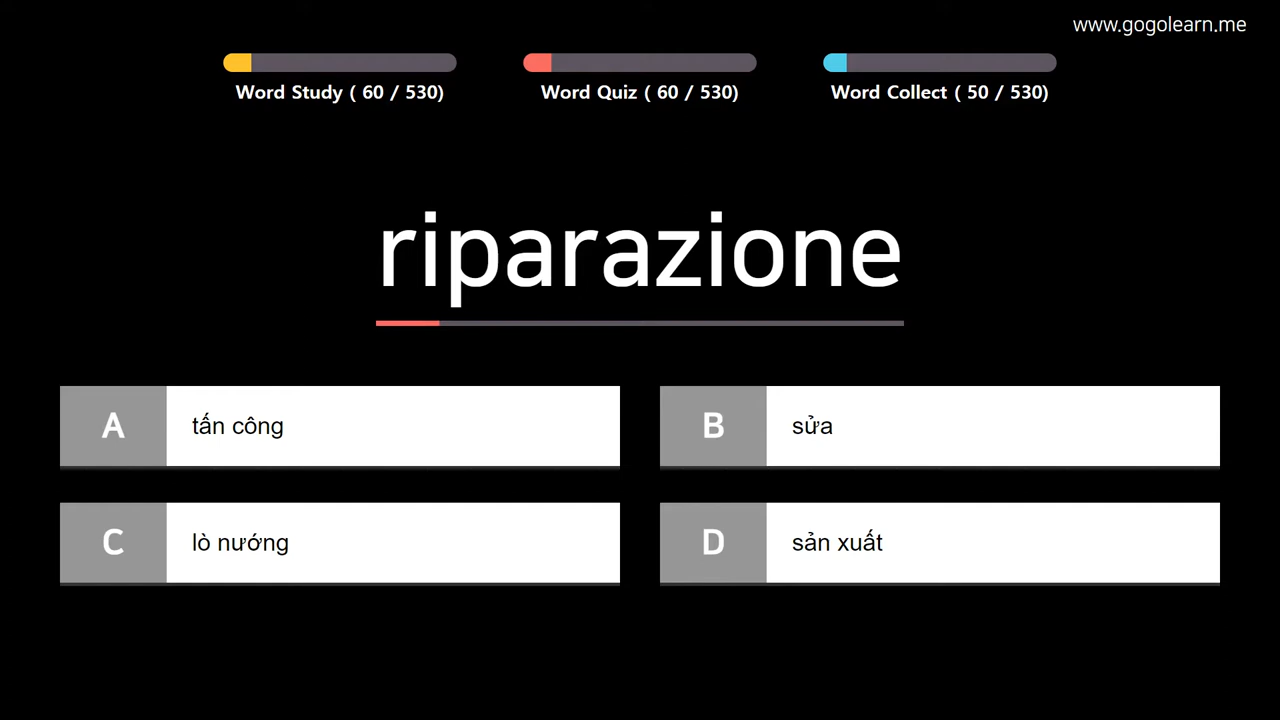 www.gogolearn.me
Word Study ( 60 / 530)
Word Quiz ( 60 / 530)
Word Collect ( 50 / 530)
riparazione
A tấn công
B sửa
C lò nướng
D sản xuất